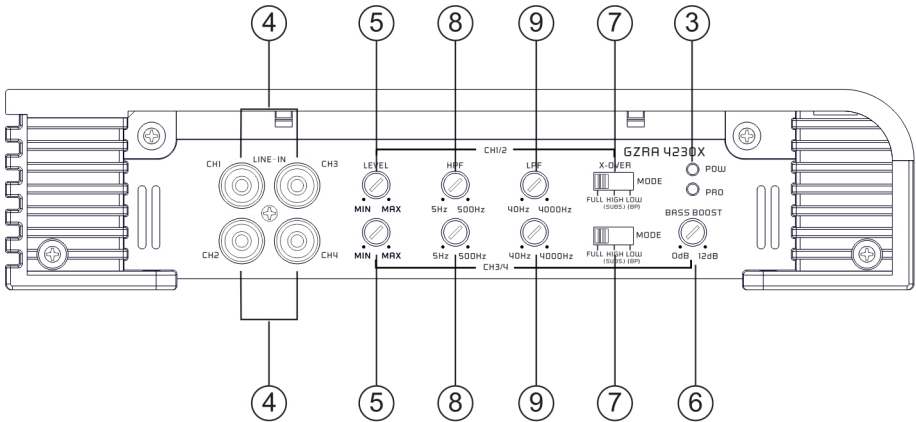 4 5 8 9 7 3
CH1/2
GZRA 4230X
CH1 LINE-IN CH3 LEVEL HPF LPF X-OVER
MODE
POW
MIN MAX 5Hz 500Hz 40Hz 4000Hz FULL HIGH LOW
(SUBS.) (BP)
PRO
BASS BOOST
CH2 CH4
MODE
MIN MAX 5Hz 500Hz 40Hz 4000Hz FULL HIGH LOW
(SUBS.) (BP)
0dB 12dB
CH3/4
4 5 8 9 7 6